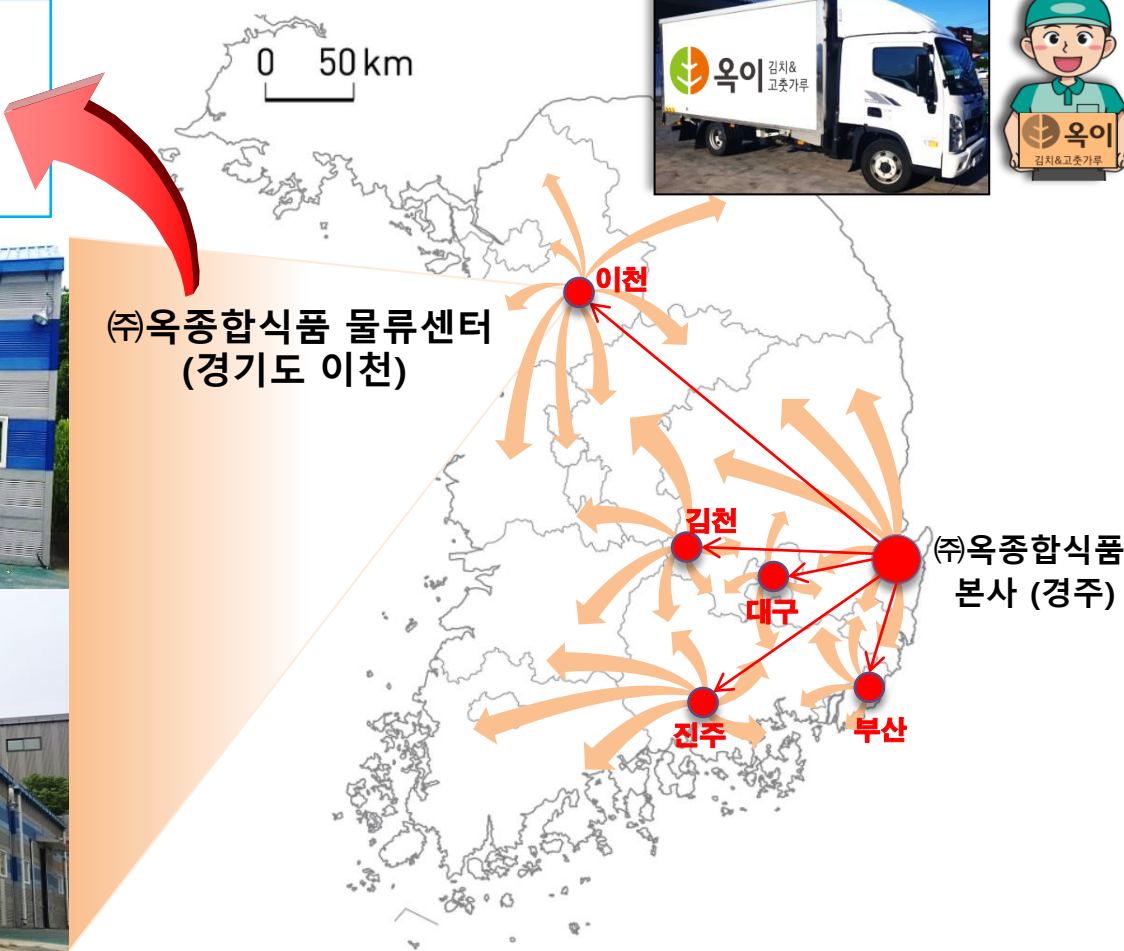 0 50 km
옥이 김치&
고춧가루
옥이
김치&고춧가루
이천
㈜옥종합식품 물류센터
(경기도 이천)
김천
㈜옥종합식품
본사 (경주)
대구
진주
부산